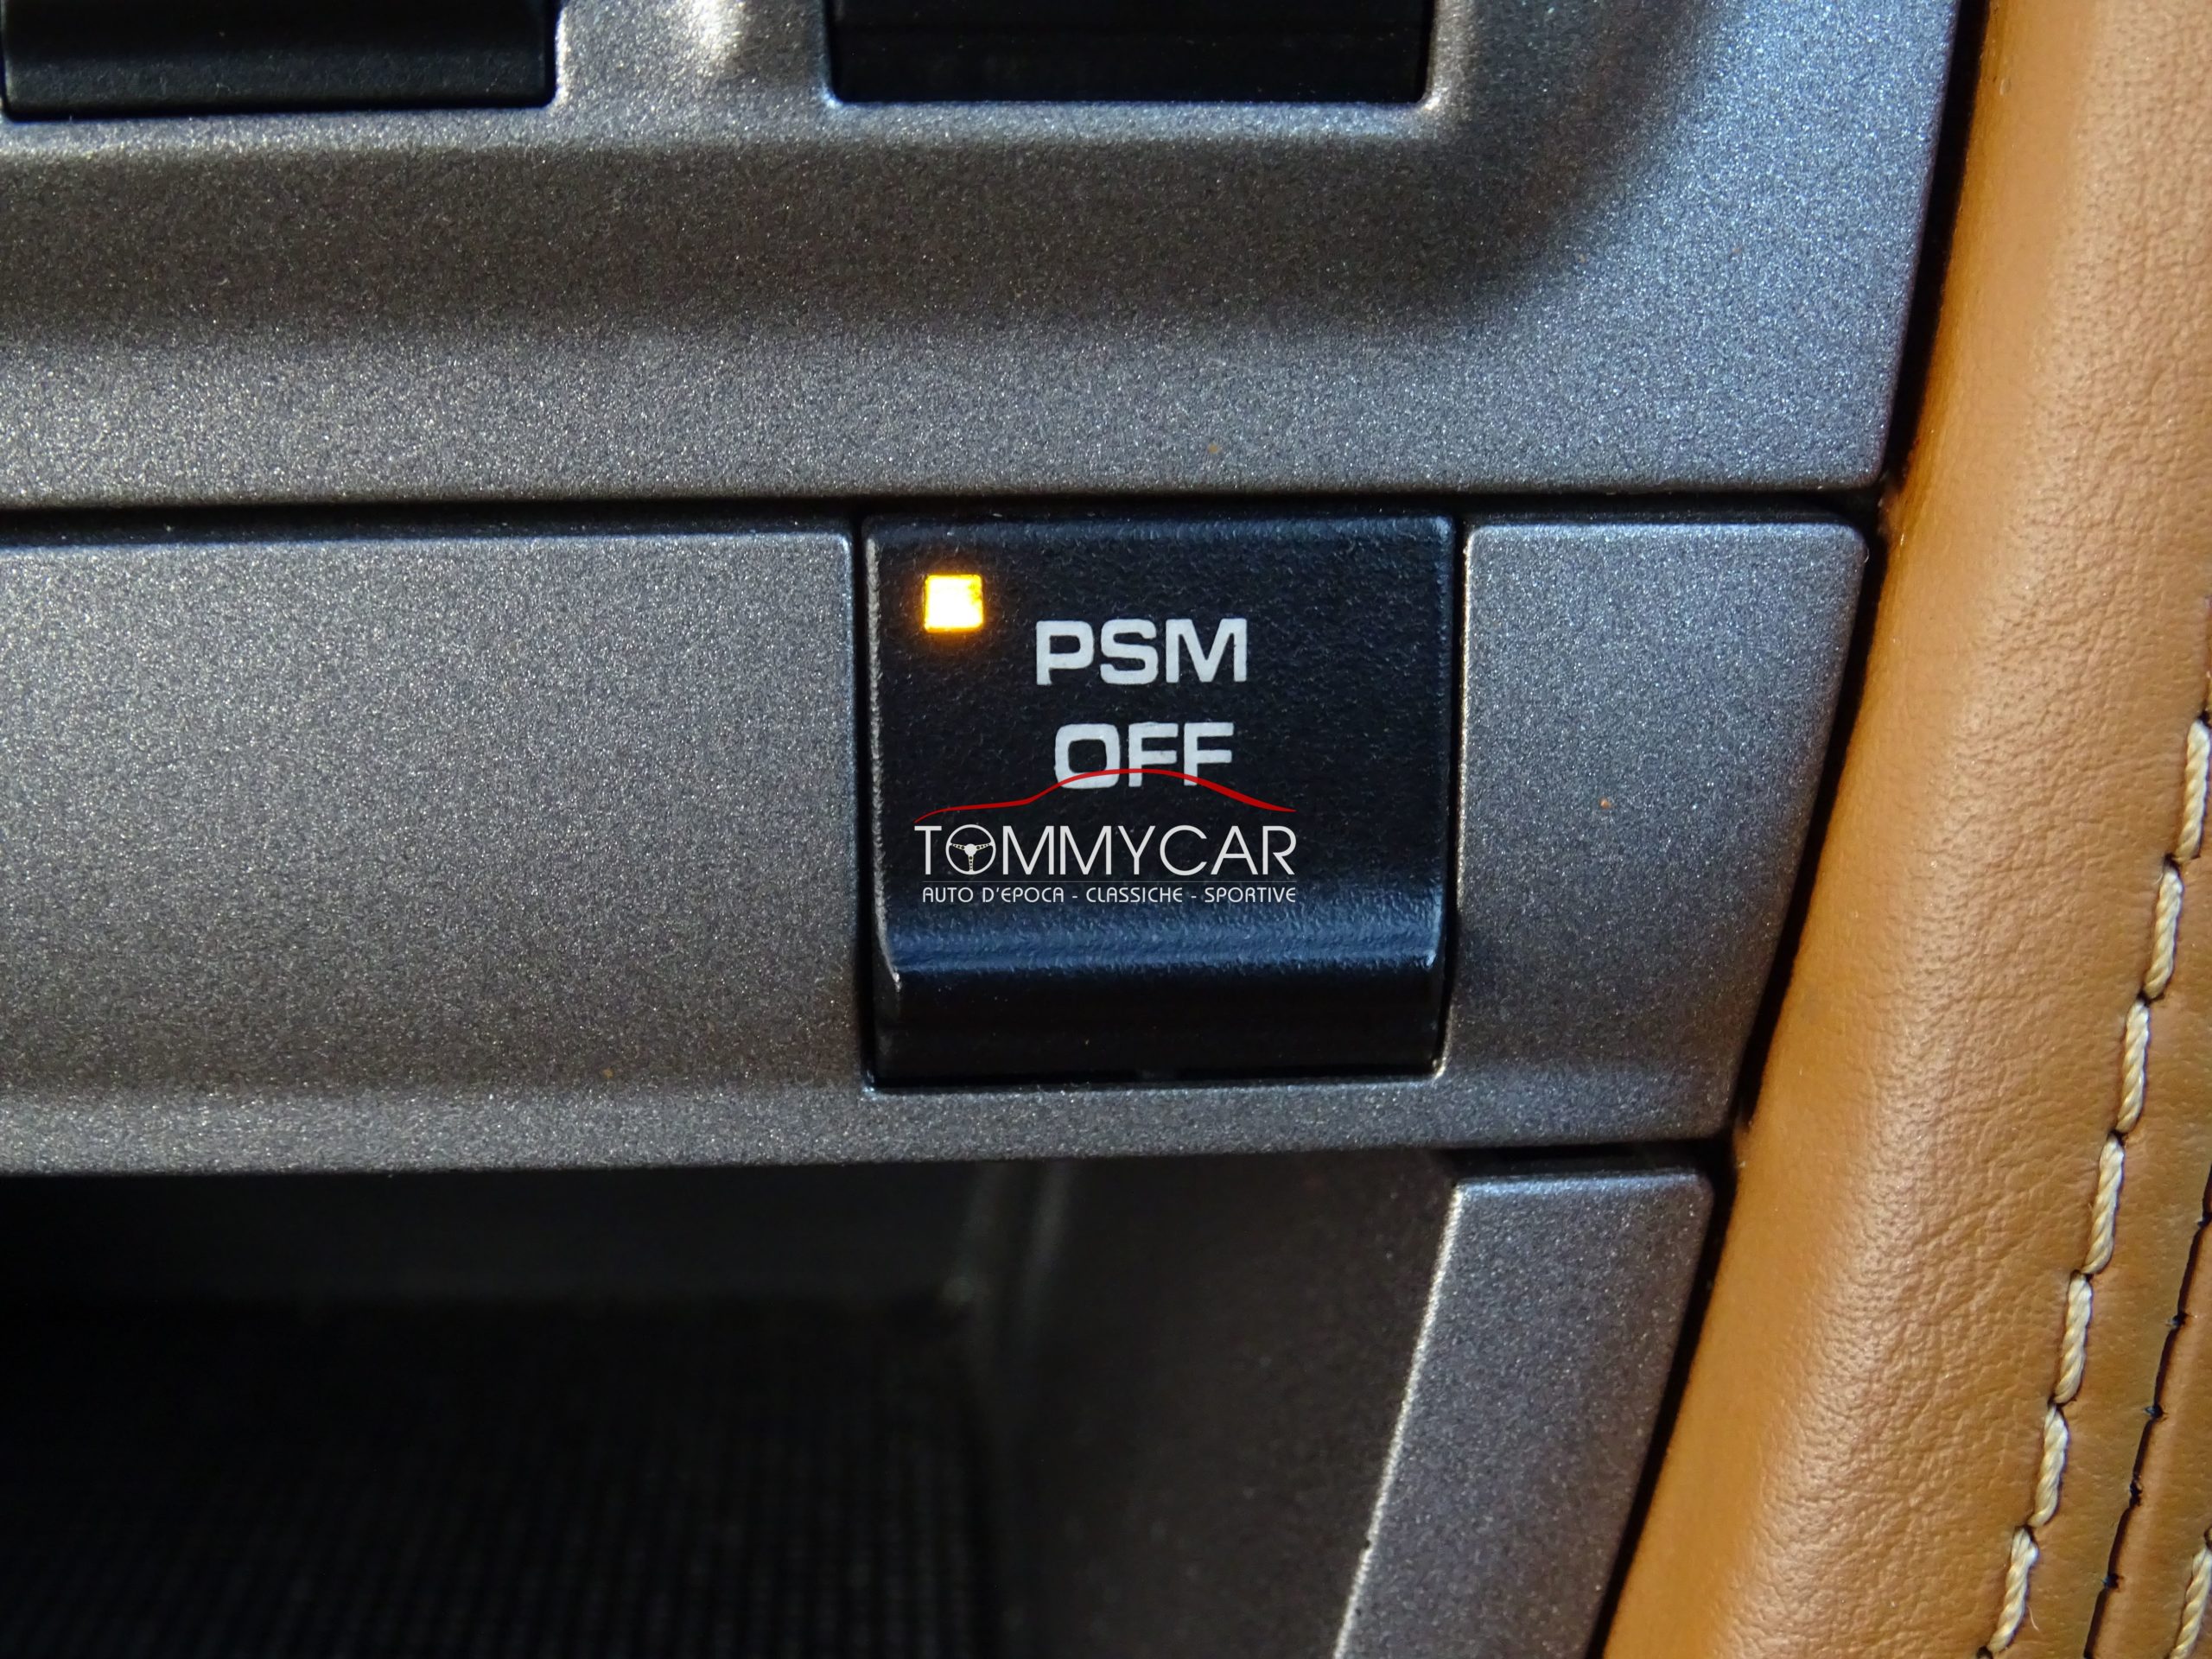 PSM
OFF
TOMMYCAR
AUTO D'EPOCA - CLASSICHE - SPORTIVE